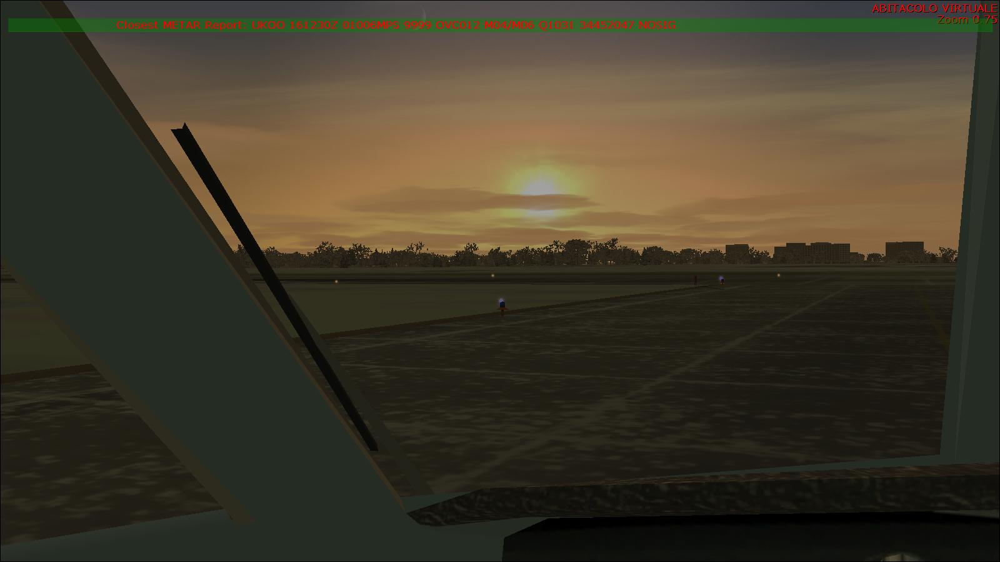 ABITACOLO VIRTUALE
Closest METAR Report: UKOO 161230Z 01006MPS 9999 OVC012 M04/M06 Q1031 34452047 NOSIG
Zoom 0.75